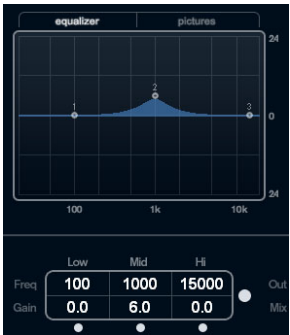 equalizer pictures
24
2
1 3
0
24
100 1k 10k
Low Mid Hi
Freq 100 1000 15000 Out
Gain 0.0 6.0 0.0 Mix